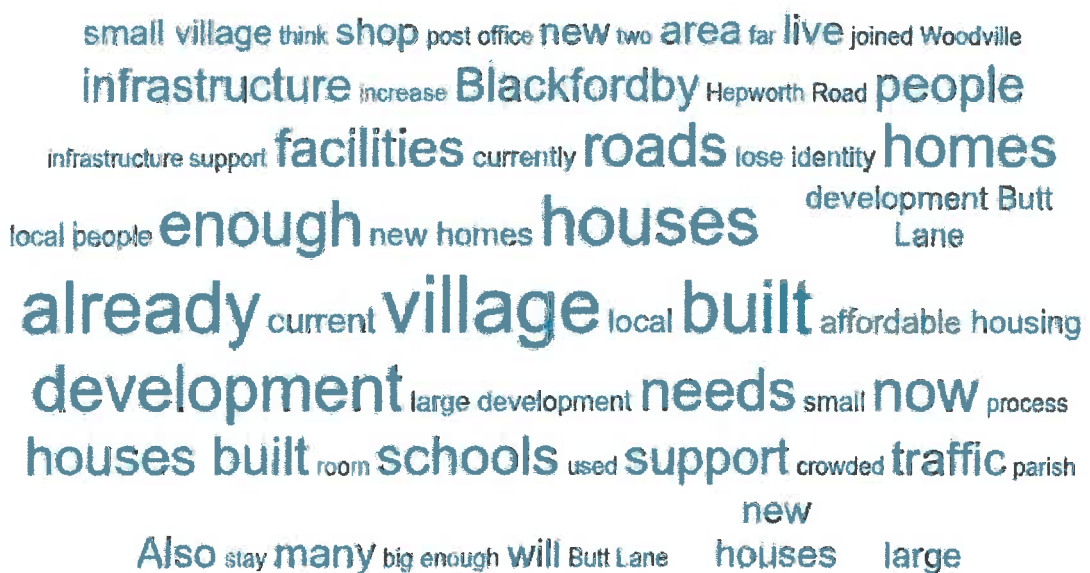 small village think shop post office new two area far live joined Woodville
infrastructure increase Blackfordby Hepworth Road people
infrastructure support facilities currently roads lose identity homes
local people enough new homes houses development Butt Lane
already current village local built affordable housing
development large development needs small now process
houses built room schools used support crowded traffic parish
Also stay many big enough will Butt Lane new houses large